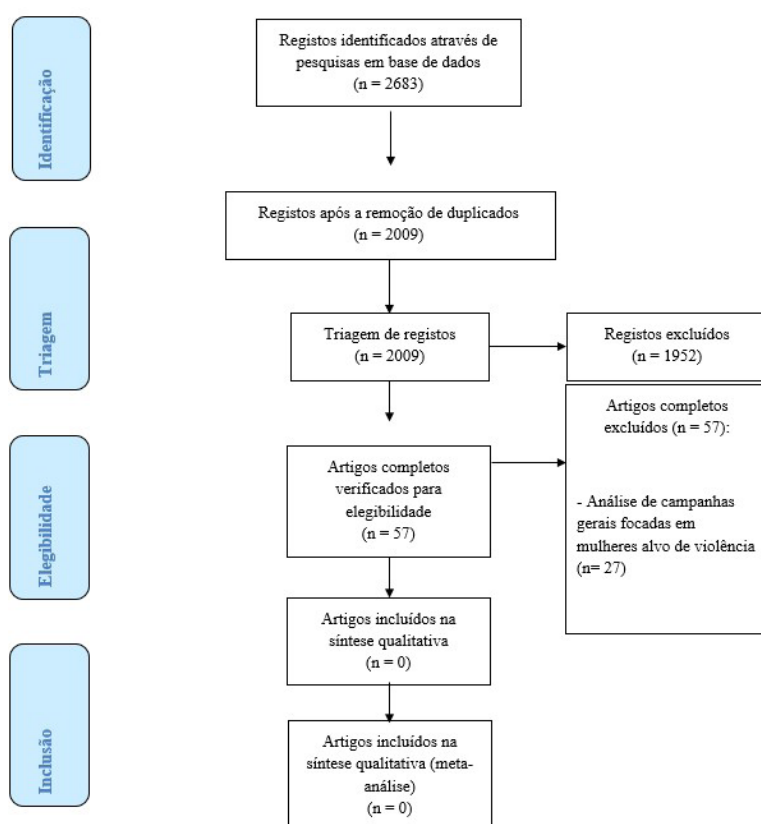 Identificação
Registos identificados através de
pesquisas em base de dados
(n = 2683)
Registos após a remoção de duplicados
(n = 2009)
Triagem
Triagem de registos
(n = 2009)
Registos excluídos
(n = 1952)
Elegibilidade
Artigos completos
verificados para
elegibilidade
(n = 57)
Artigos completos
excluídos (n = 57):
- Análise de campanhas
gerais focadas em
mulheres alvo de violência
(n= 27)
Artigos incluídos na
síntese qualitativa
(n = 0)
Inclusão
Artigos incluídos na
síntese qualitativa (meta-
análise)
(n = 0)